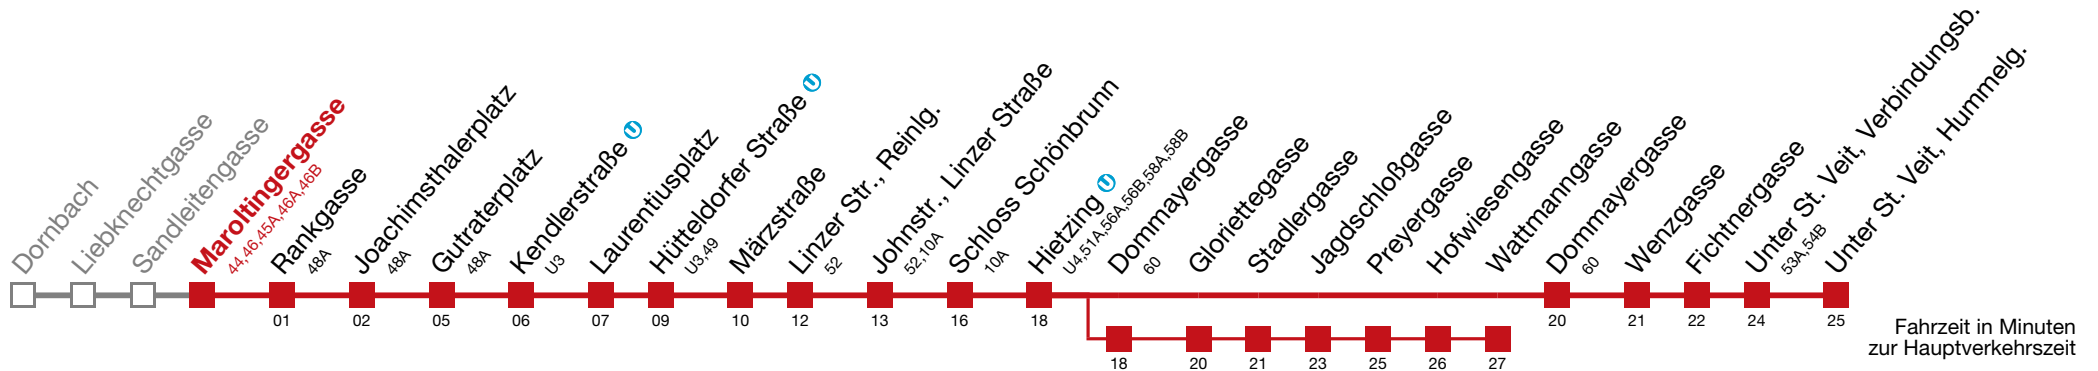 Dornbach
Liebknechtgasse
Sandleitengasse
Maroltingergasse
44,46,45A,46A,46B
Rankgasse
48A
Joachimsthalerplatz
48A
Gutraterplatz
48A
Kendlerstraße U
U3
Laurentiusplatz
Hütteldorfer Straße U
U3,49
Märzstraße
Linzer Str., Reinlg.
52
Johnstr., Linzer Straße
52,10A
Schloss Schönbrunn
10A
Hietzing U
U4,51A,56A,56B,58A,58B
Dommayergasse
60
Gloriettegasse
Stadlergasse
Jagdschloßgasse
Preyergasse
Hofwiesengasse
Wattmanngasse
Dommayergasse
60
Wenzgasse
Fichtnergasse
Unter St. Veit, Verbindungsb.
53A,54B
Unter St. Veit, Hummelg.
01 02 05 06 07 09 10 12 13 16 18 20 21 22 24 25
18 20 21 23 25 26 27
Fahrzeit in Minuten
zur Hauptverkehrszeit